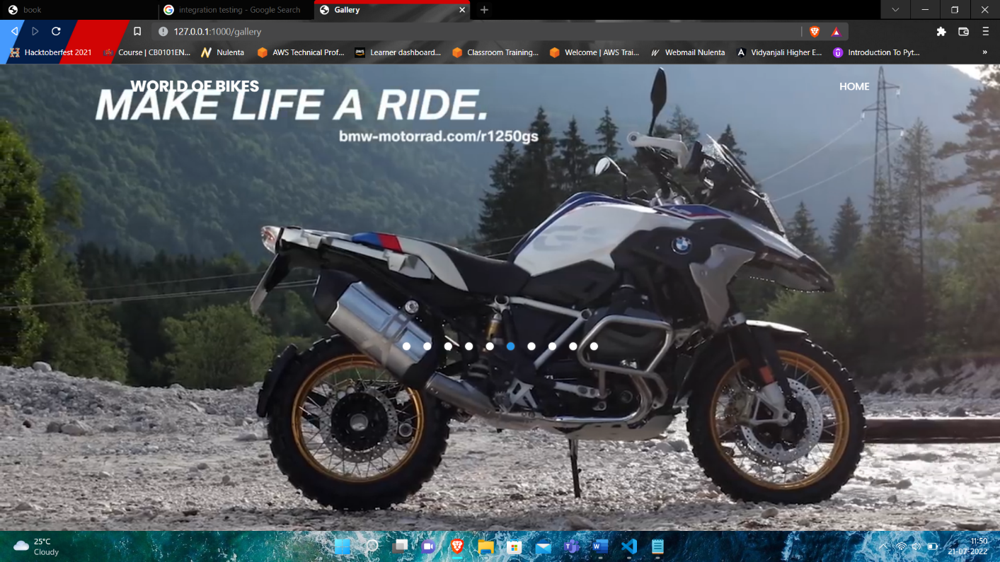 book
integration testing - Google Search
Gallery
127.0.0.1:1000/gallery
Hacktoberfest 2021
Course | CB0101EN...
Nulenta
AWS Technical Prof...
Learner dashboard...
Classroom Training...
Welcome | AWS Trai...
Webmail Nulenta
Vidyanjali Higher E...
Introduction To Pyt...
WORLD OF BIKES
HOME
MAKE LIFE A RIDE.
bmw-motorrad.com/r1250gs
GS
BMW
25°C
Cloudy
11:50
21-07-2022